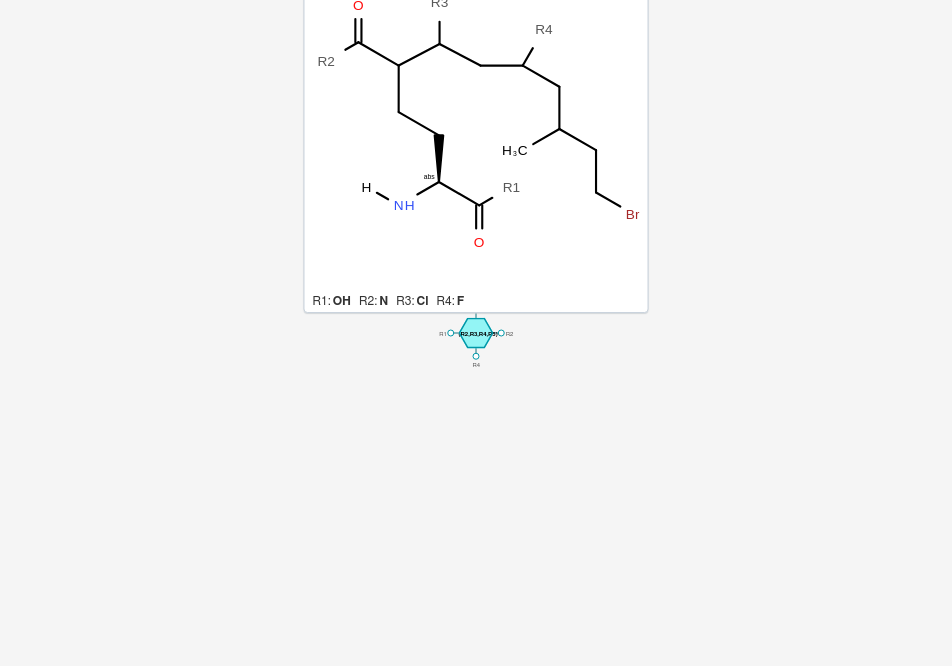 O
R3
R4
R2
H₃C
abs
H
R1
NH
Br
O
R1: OH R2: N R3: Cl R4: F
R1
(R2,R3,R4,R5)
R2
R4